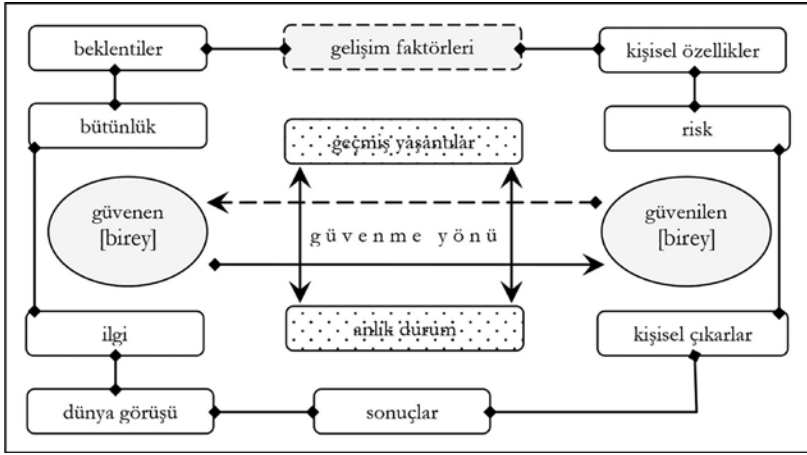 beklentiler
gelişim faktörleri
kişisel özellikler
bütünlük
risk
geçmiş yaşantılar
güvenen
[birey]
güvenme yönü
güvenilen
[birey]
anlık durum
ilgi
kişisel çıkarlar
dünya görüşü
sonuçlar